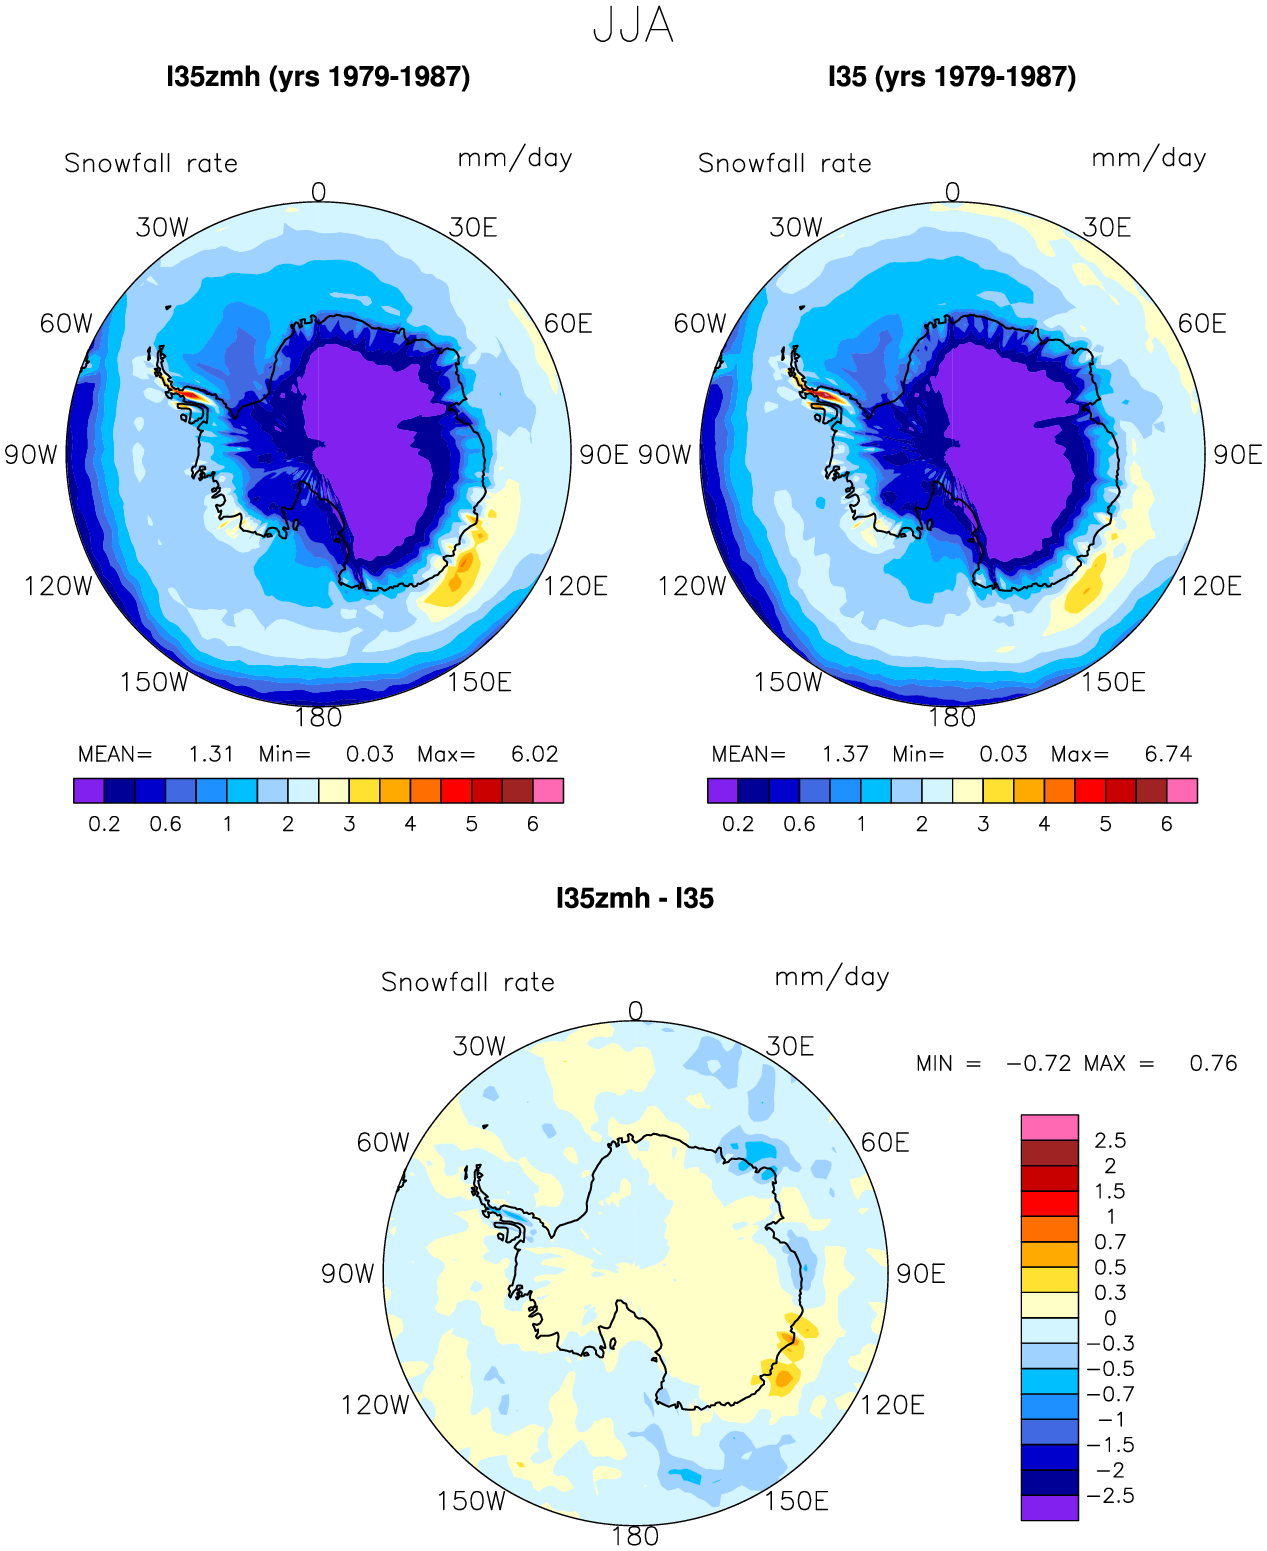 JJA
l35zmh (yrs 1979-1987)
l35 (yrs 1979-1987)
Snowfall rate
mm/day
0
30W
30E
60W
60E
90W
90E
120W
120E
150W
150E
180
MEAN= 1.31 Min= 0.03 Max= 6.02
0.2 0.6 1 2 3 4 5 6
Snowfall rate
mm/day
0
30W
30E
60W
60E
90W
90E
120W
120E
150W
150E
180
MEAN= 1.37 Min= 0.03 Max= 6.74
0.2 0.6 1 2 3 4 5 6
l35zmh - l35
Snowfall rate
mm/day
0
30W
30E
60W
60E
90W
90E
120W
120E
150W
150E
180
MIN = -0.72 MAX = 0.76
2.5
2
1.5
1
0.7
0.5
0.3
0
-0.3
-0.5
-0.7
-1
-1.5
-2
-2.5